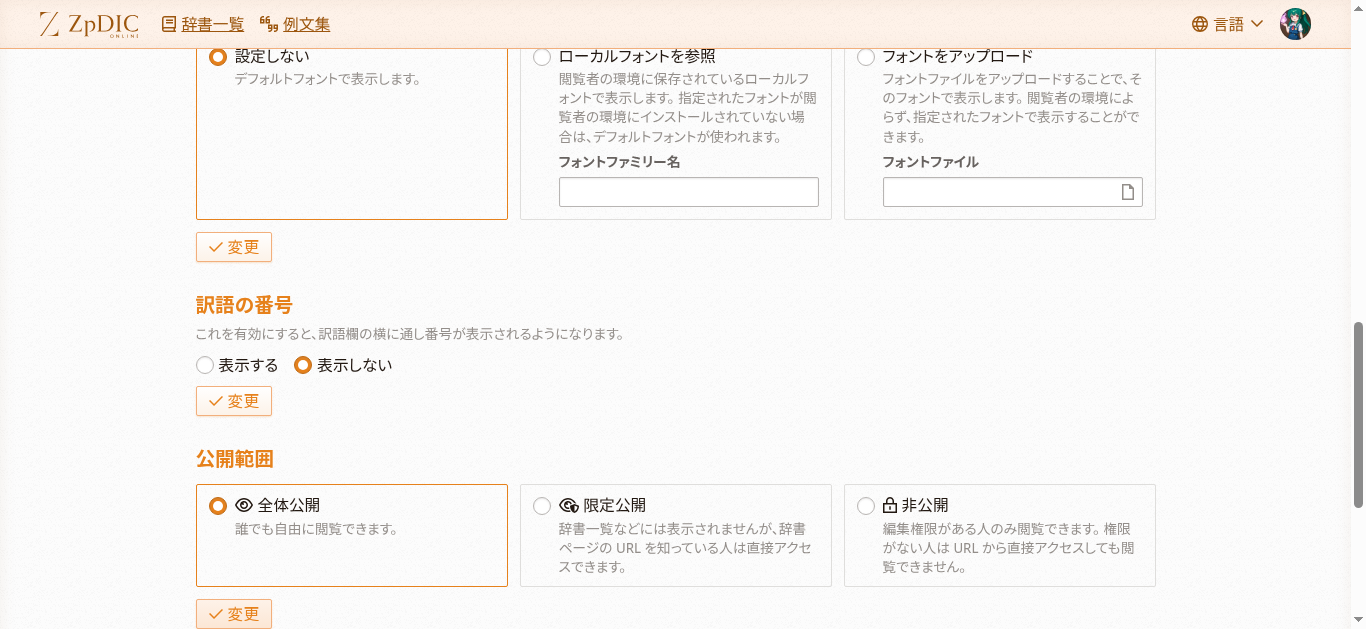 ZpDIC
ONLINE
辞書一覧
例文集
言語
設定しない
デフォルトフォントで表示します。
ローカルフォントを参照
閲覧者の環境に保存されているローカルフ
ォントで表示します。指定されたフォントが閲
覧者の環境にインストールされていない場
合は、デフォルトフォントが使われます。
フォントファミリー名
フォントをアップロード
フォントファイルをアップロードすることで、そ
のフォントで表示します。閲覧者の環境によ
らず、指定されたフォントで表示することがで
きます。
フォントファイル
変更
訳語の番号
これを有効にすると、訳語欄の横に通し番号が表示されるようになります。
表示する
表示しない
変更
公開範囲
全体公開
誰でも自由に閲覧できます。
限定公開
辞書一覧などには表示されませんが、辞書
ページの URL を知っている人は直接アクセ
スできます。
非公開
編集権限がある人のみ閲覧できます。権限
がない人は URL から直接アクセスしても閲
覧できません。
変更